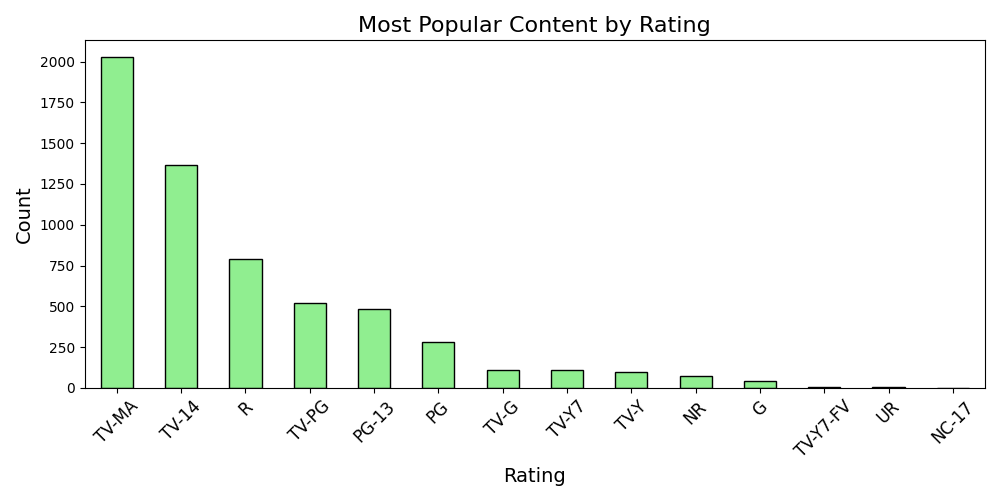 Most Popular Content by Rating
Count
2000
1750
1500
1250
1000
750
500
250
0
TV-MA
TV-14
R
TV-PG
PG-13
PG
TV-G
TV-Y7
TV-Y
NR
G
TV-Y7-FV
UR
NC-17
Rating